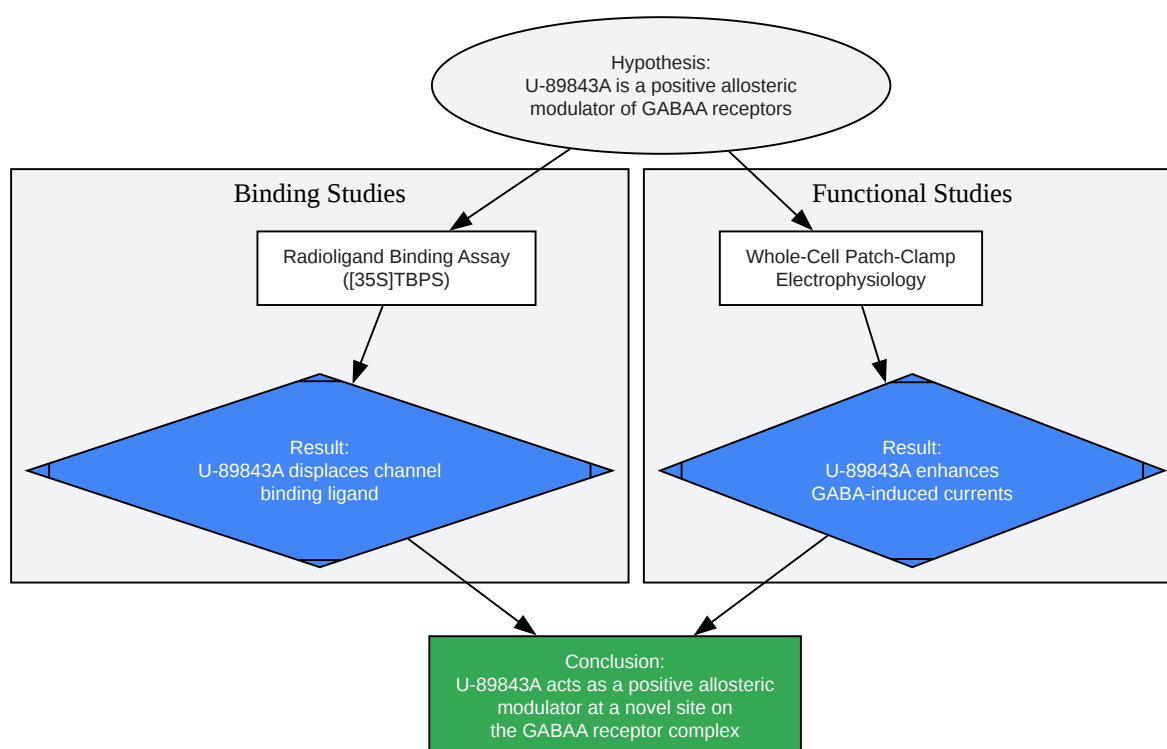 Hypothesis:
U-89843A is a positive allosteric
modulator of GABAA receptors
Binding Studies
Functional Studies
Radioligand Binding Assay
([35S]TBPS)
Whole-Cell Patch-Clamp
Electrophysiology
Result:
U-89843A displaces channel
binding ligand
Result:
U-89843A enhances
GABA-induced currents
Conclusion:
U-89843A acts as a positive allosteric
modulator at a novel site on
the GABAA receptor complex